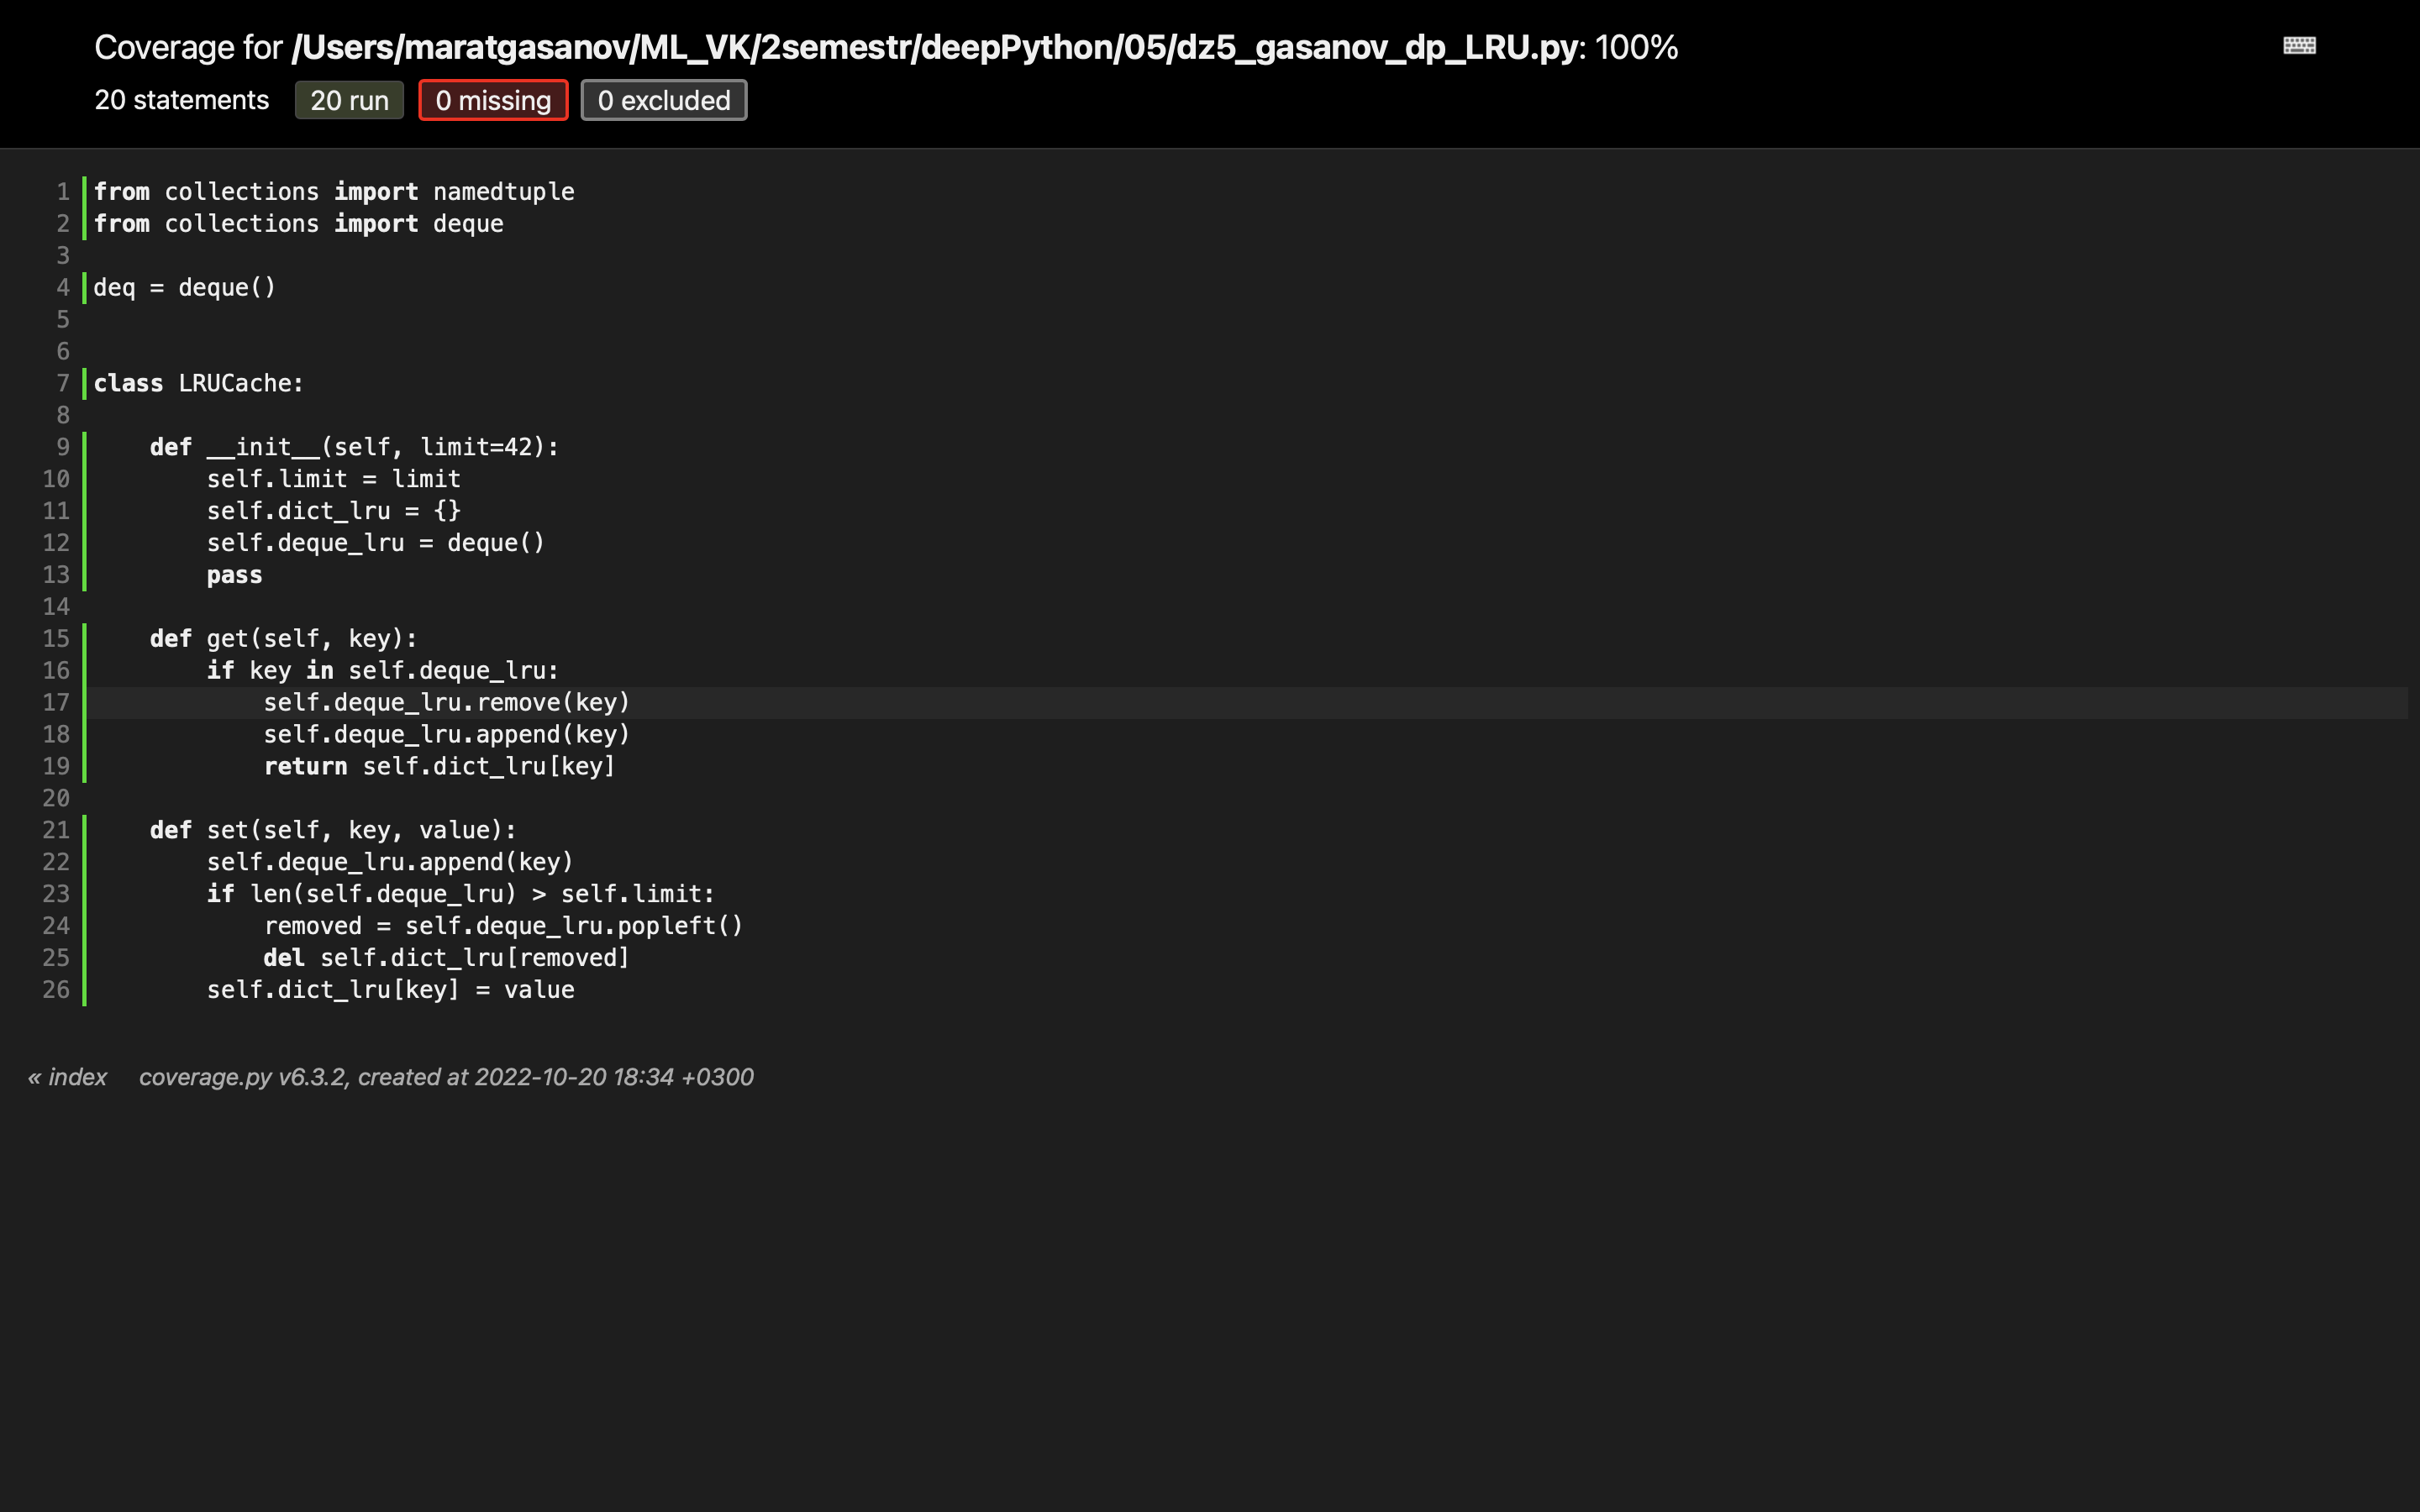 Coverage for /Users/maratgasanov/ML_VK/2semestr/deepPython/05/dz5_gasanov_dp_LRU.py: 100%
20 statements 20 run 0 missing 0 excluded
1 from collections import namedtuple
2 from collections import deque
3
4 deq = deque()
5
6
7 class LRUCache:
8
9     def __init__(self, limit=42):
10         self.limit = limit
11         self.dict_lru = {}
12         self.deque_lru = deque()
13         pass
14
15     def get(self, key):
16         if key in self.deque_lru:
17             self.deque_lru.remove(key)
18             self.deque_lru.append(key)
19             return self.dict_lru[key]
20
21     def set(self, key, value):
22         self.deque_lru.append(key)
23         if len(self.deque_lru) > self.limit:
24             removed = self.deque_lru.popleft()
25             del self.dict_lru[removed]
26         self.dict_lru[key] = value
« index coverage.py v6.3.2, created at 2022-10-20 18:34 +0300